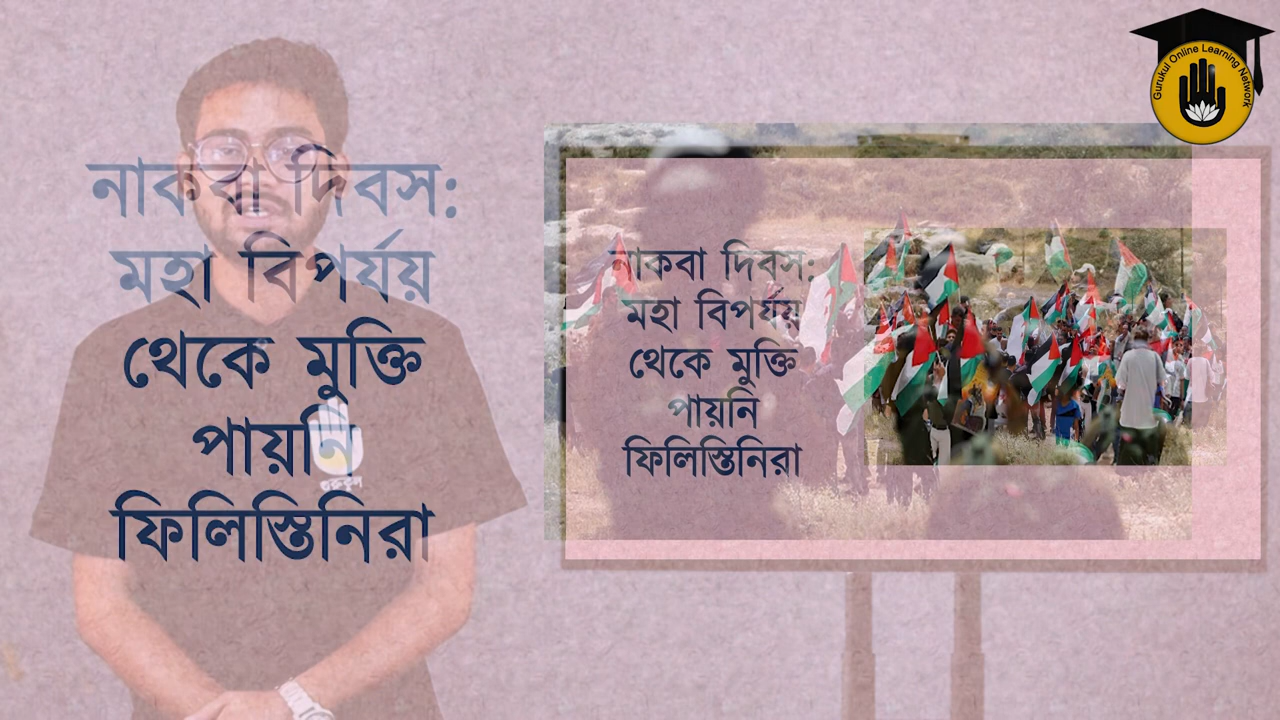 Gurukul Online Learning Network
নাকবা দিবস:
মহা বিপর্যয়
থেকে মুক্তি
পায়নি
ফিলিস্তিনিরা
গুরুকুল
নাকবা দিবস:
মহা বিপর্যয়
থেকে মুক্তি
পায়নি
ফিলিস্তিনিরা